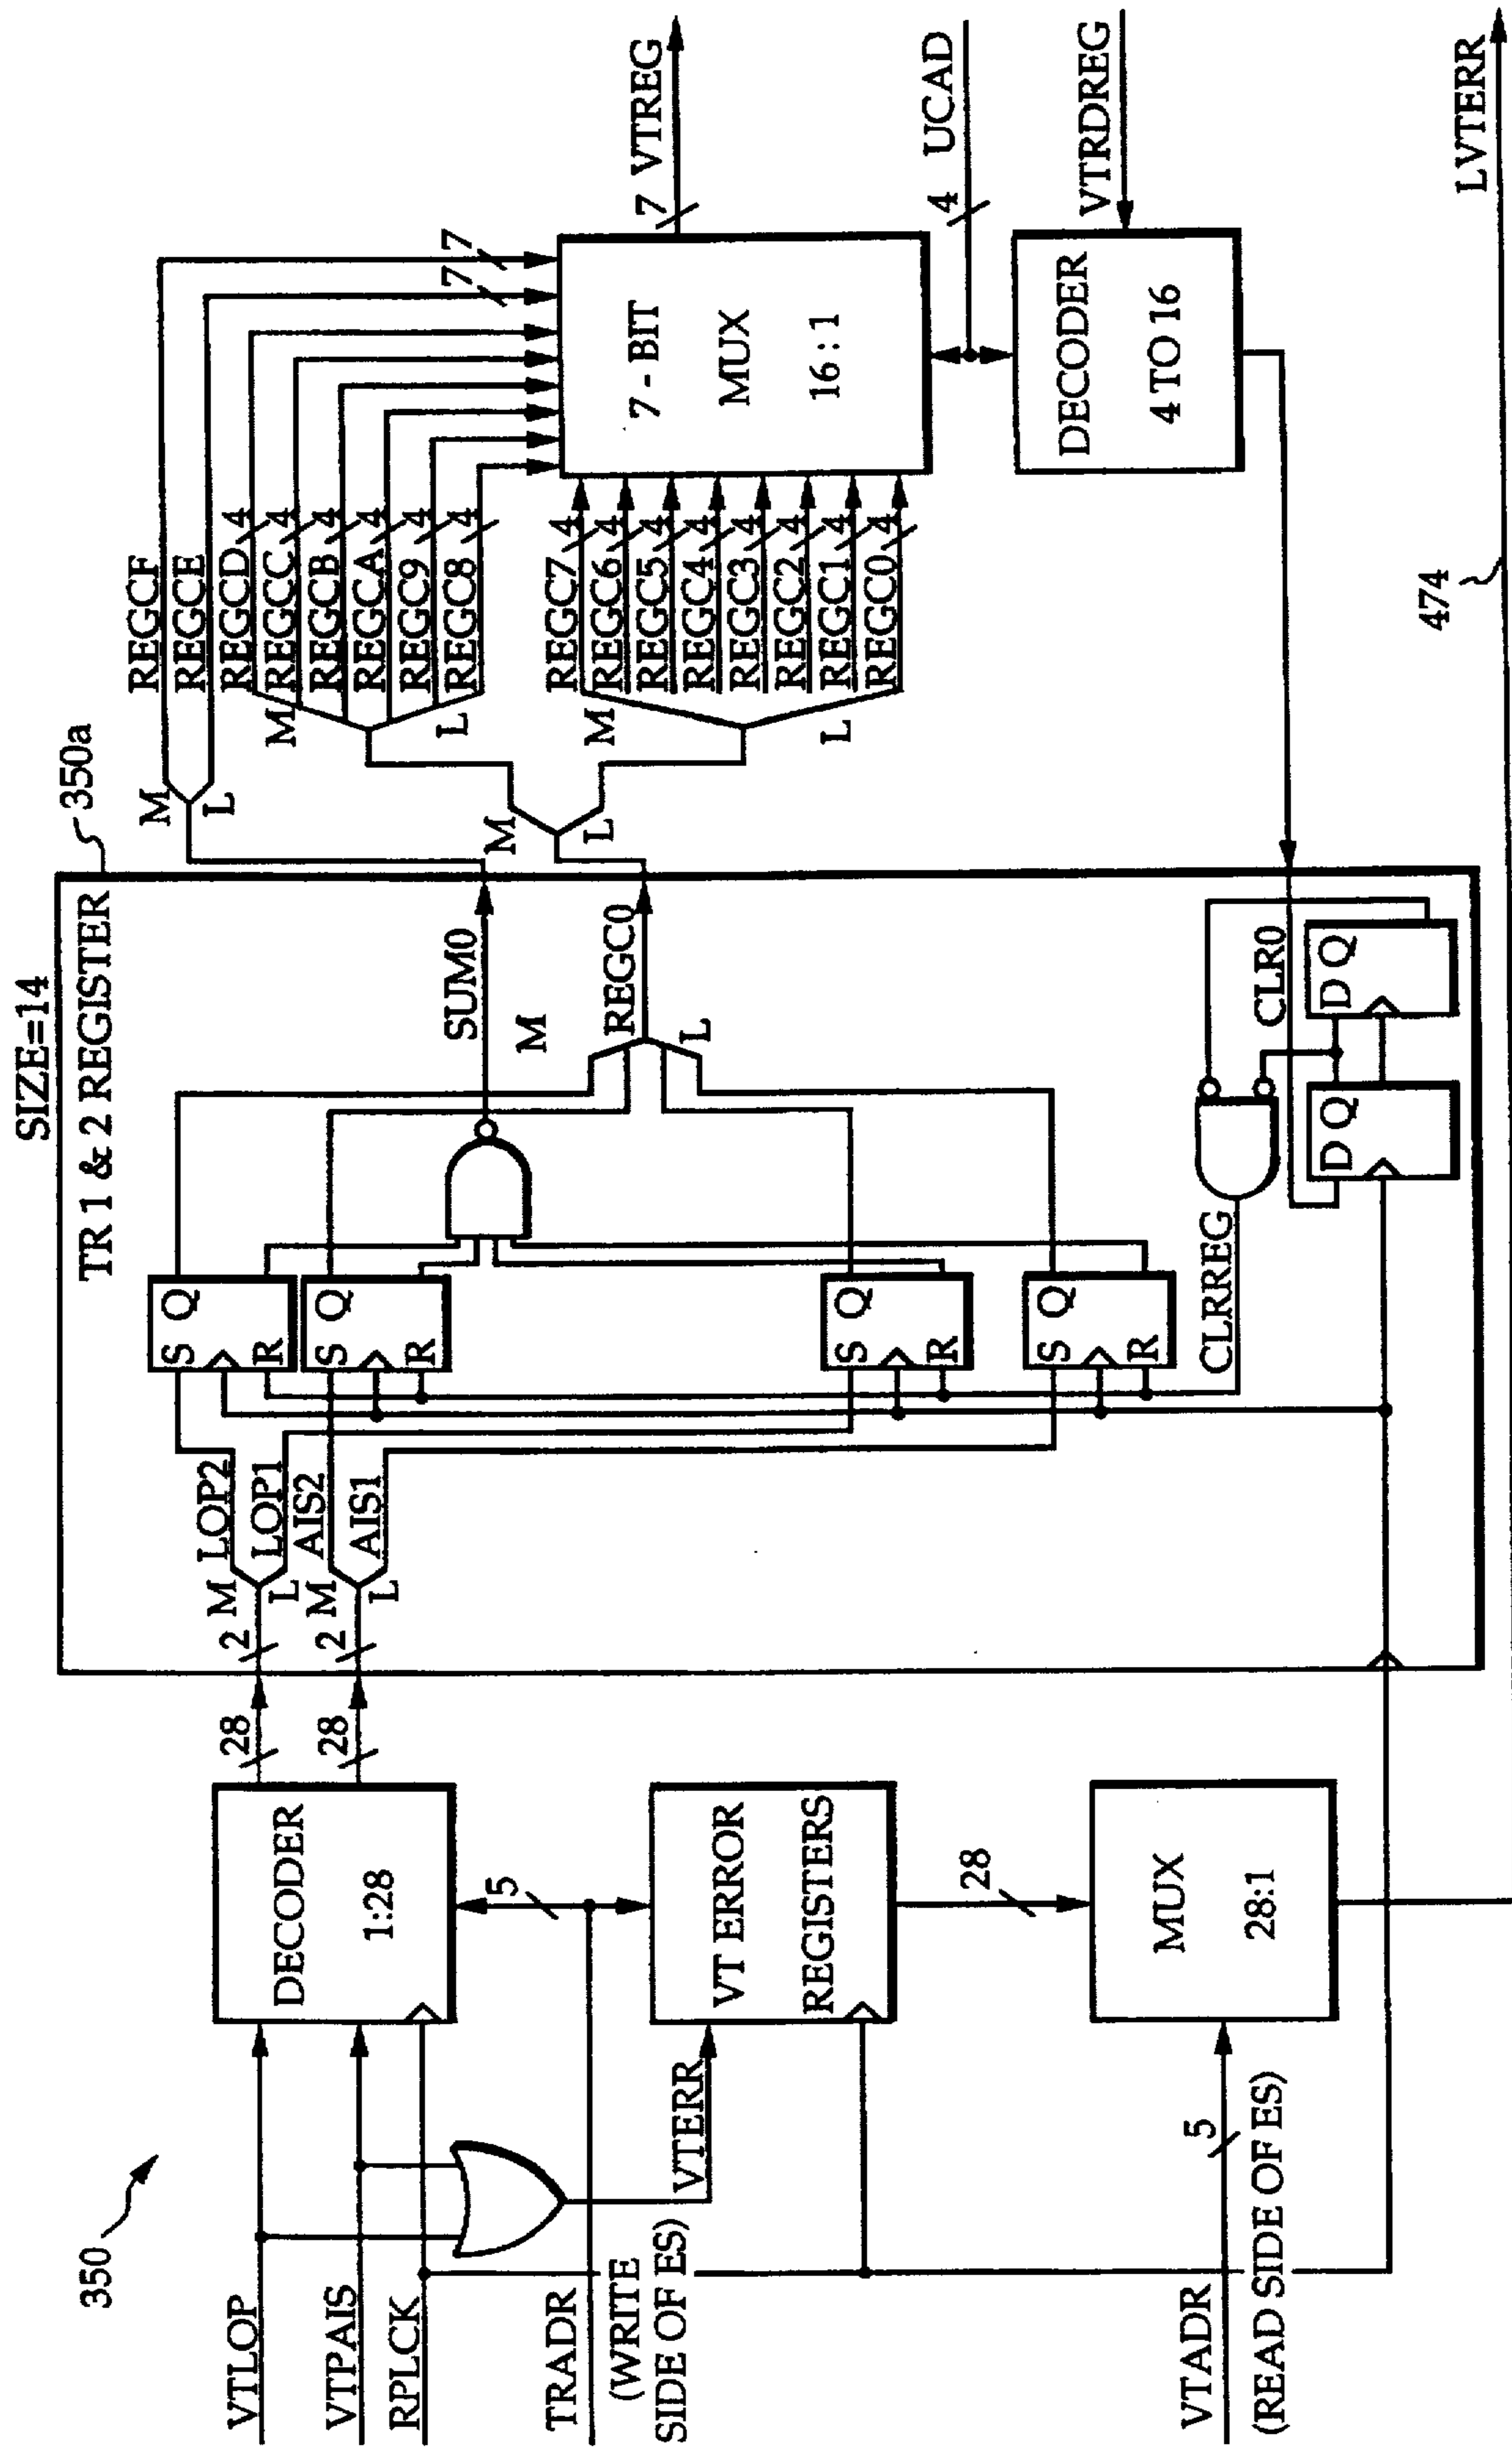 350
VTLOP
VTPAIS
RPLCK
TRADR
(WRITE
SIDE OF ES)
VTADR
(READ SIDE OF ES)
5
VTERR
DECODER
1:28
5
VT ERROR
REGISTERS
28
MUX
28:1
28
28
SIZE=14
TR 1 & 2 REGISTER
350a
2
2
M
L
M
L
LOP2
LOP1
AIS2
AIS1
S Q
R
S Q
R
S Q
R
S Q
R
CLRREG
SUM0
M
REGC0
L
D Q
D Q
CLR0
M
L
M
L
M
L
M
L
REGCF
REGCE
REGCD 4
REGCC 4
REGCB 4
REGCA 4
REGC9 4
REGC8 4
REGC7 4
REGC6 4
REGC5 4
REGC4 4
REGC3 4
REGC2 4
REGC1 4
REGC0 4
7
7
7 - BIT
MUX
16 : 1
7 VTREG
4 UCAD
DECODER
4 TO 16
VTRDREG
474
LVTERR